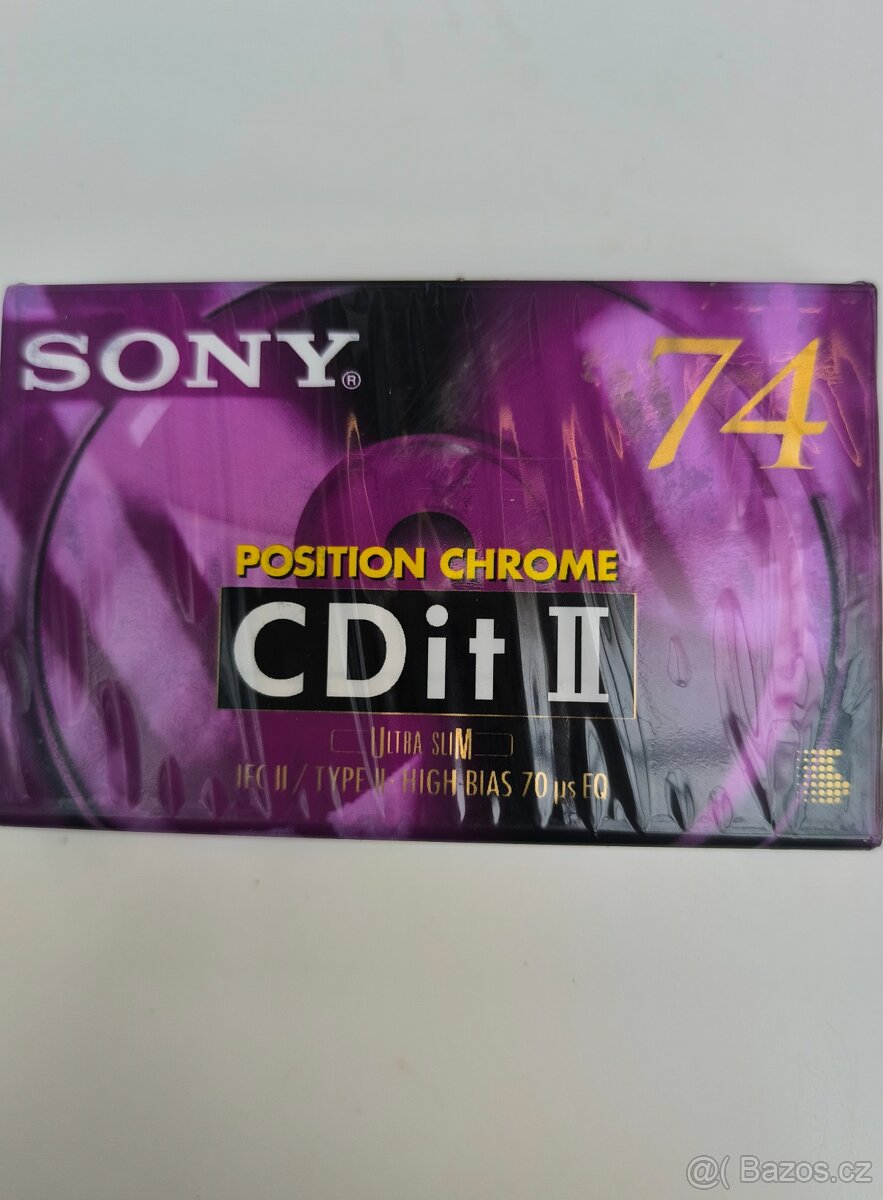 SONY®
74
POSITION CHROME
CDit II
ULTRA SLIM
IEC II / TYPE II · HIGH BIAS 70 µs EQ
@( Bazos.cz